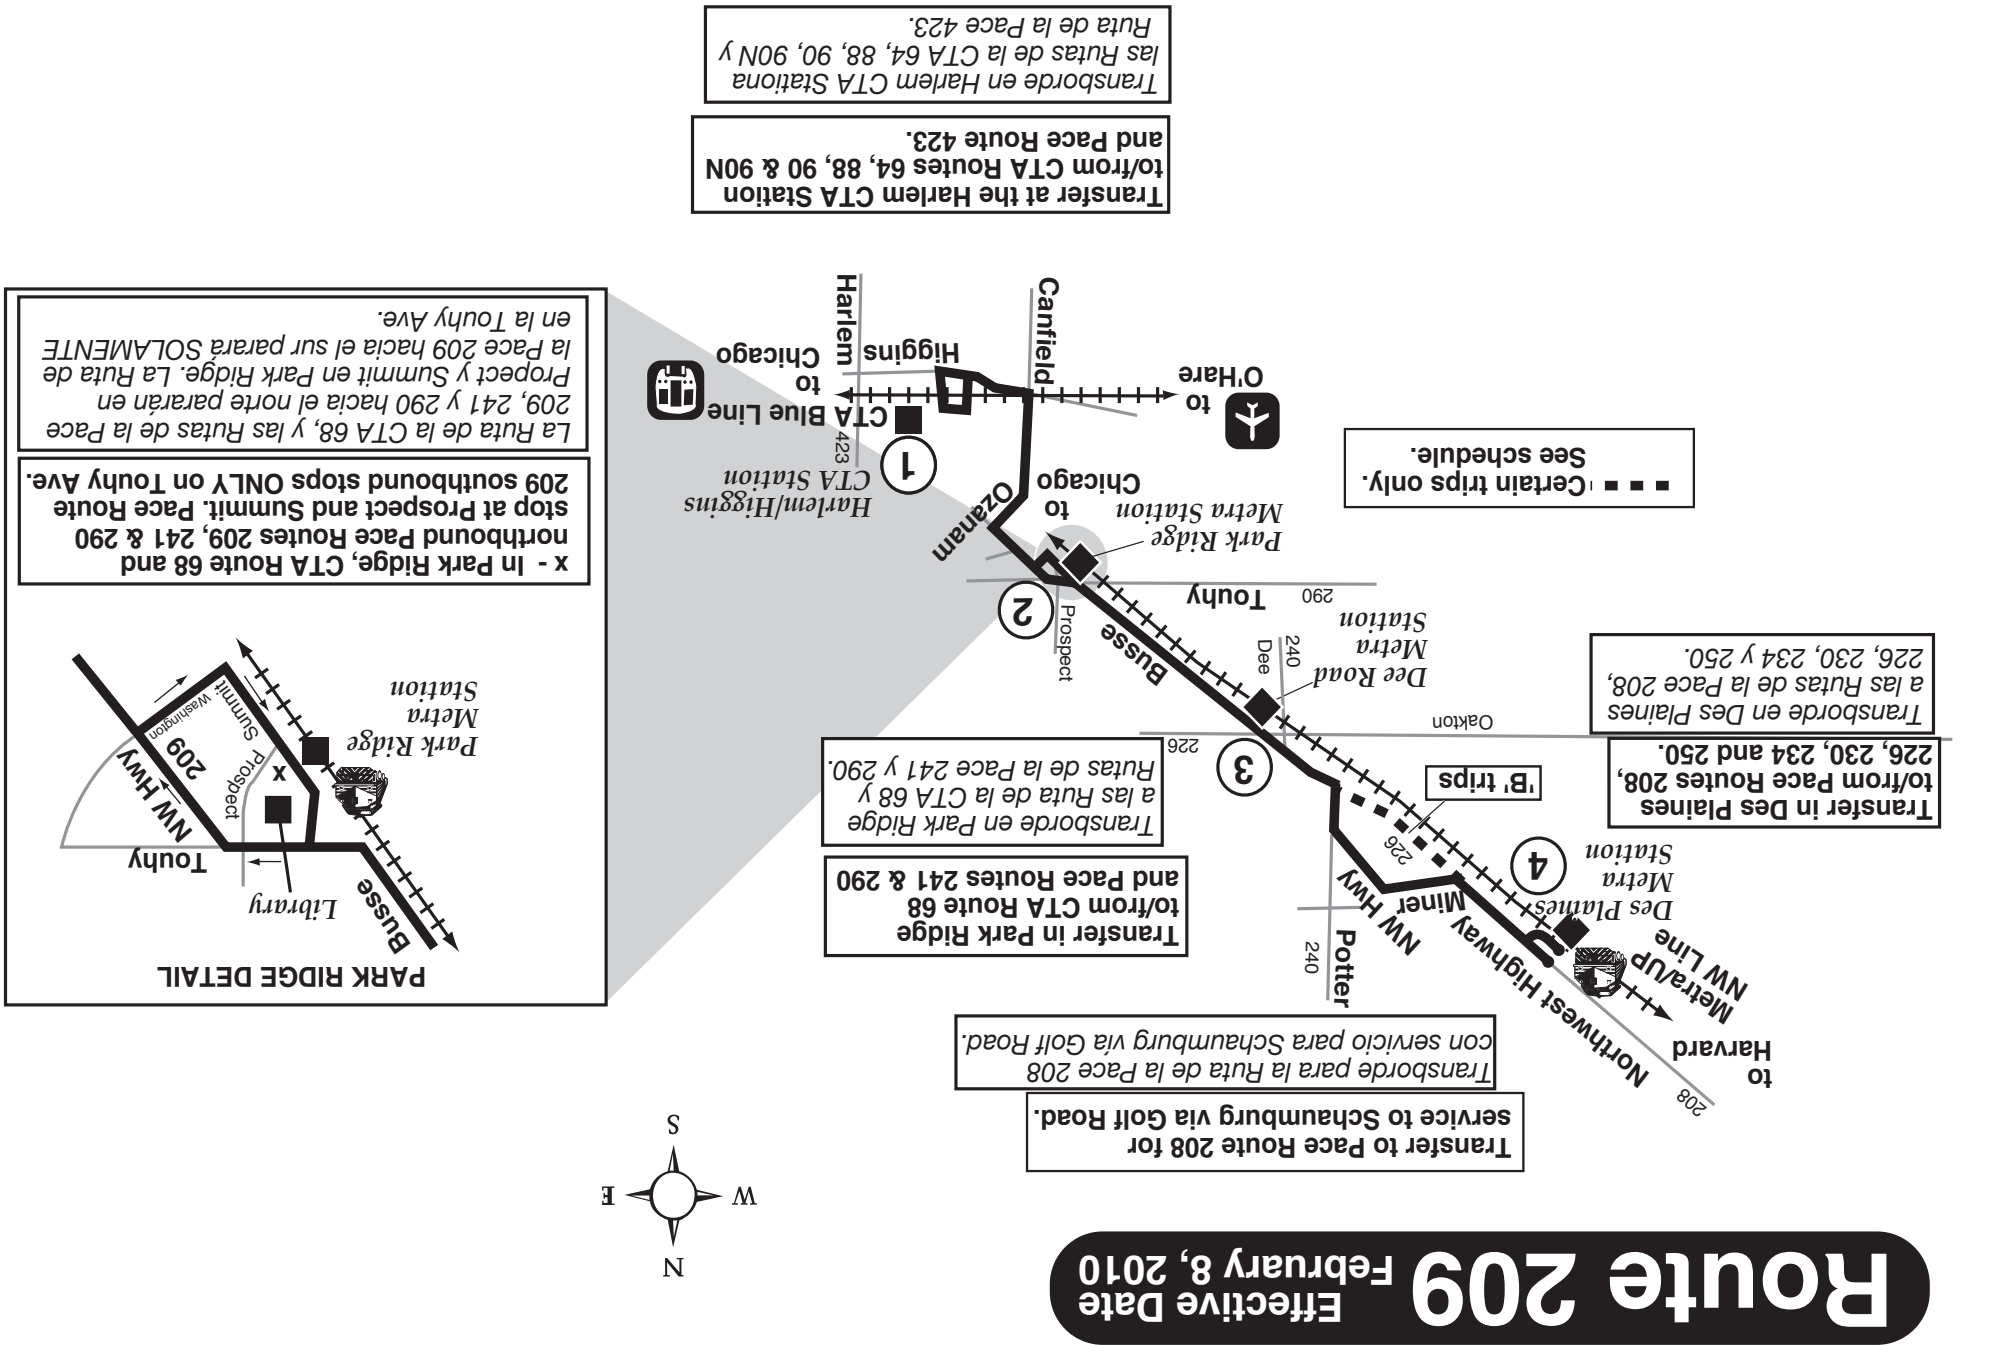 Route 209
Effective Date
February 8, 2010
N
W
E
S
Transfer to Pace Route 208 for
service to Schaumburg via Golf Road.
Transborde para la Ruta de la Pace 208
con servicio para Schaumburg vía Golf Road.
208
to
Harvard
Metra/UP
NW Line
Northwest Highway
Des Plaines
Metra
Station
4
Miner
NW Hwy
Potter
240
226
'B' trips
Transfer in Des Plaines
to/from Pace Routes 208,
226, 230, 234 and 250.
Transborde en Des Plaines
a las Rutas de la Pace 208,
226, 230, 234 y 250.
Transfer in Park Ridge
to/from CTA Route 68
and Pace Routes 241 & 290
Transborde en Park Ridge
a las Ruta de la CTA 68 y
Rutas de la Pace 241 y 290.
3
226
Oakton
Dee Road
Metra
Station
240
Dee
Busse
290
Touhy
Prospect
2
Park Ridge
Metra Station
to
Chicago
Ozanam
Certain trips only.
See schedule.
Harlem/Higgins
CTA Station
1
423
CTA Blue Line
to
Chicago
to
O'Hare
Canfield
Higgins
Harlem
Transfer at the Harlem CTA Station
to/from CTA Routes 64, 88, 90 & 90N
and Pace Route 423.
Transborde en Harlem CTA Stationa
las Rutas de la CTA 64, 88, 90, 90N y
Ruta de la Pace 423.
PARK RIDGE DETAIL
Busse
Library
Touhy
NW Hwy
Prospect
x
209
Washington
Summit
Park Ridge
Metra
Station
x - In Park Ridge, CTA Route 68 and
northbound Pace Routes 209, 241 & 290
stop at Prospect and Summit. Pace Route
209 southbound stops ONLY on Touhy Ave.
La Ruta de la CTA 68, y las Rutas de la Pace
209, 241 y 290 hacia el norte pararán en
Propect y Summit en Park Ridge. La Ruta de
la Pace 209 hacia el sur parará SOLAMENTE
en la Touhy Ave.